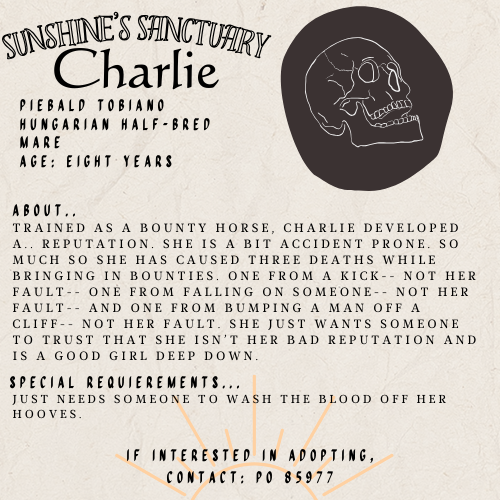 SUNSHINE'S SANCTUARY
Charlie
PIEBALD TOBIANO
HUNGARIAN HALF-BRED
MARE
AGE: EIGHT YEARS
ABOUT..
TRAINED AS A BOUNTY HORSE, CHARLIE DEVELOPED
A.. REPUTATION. SHE IS A BIT ACCIDENT PRONE. SO
MUCH SO SHE HAS CAUSED THREE DEATHS WHILE
BRINGING IN BOUNTIES. ONE FROM A KICK-- NOT HER
FAULT-- ONE FROM FALLING ON SOMEONE-- NOT HER
FAULT-- AND ONE FROM BUMPING A MAN OFF A
CLIFF-- NOT HER FAULT. SHE JUST WANTS SOMEONE
TO TRUST THAT SHE ISN'T HER BAD REPUTATION AND
IS A GOOD GIRL DEEP DOWN.
SPECIAL REQUIEREMENTS...
JUST NEEDS SOMEONE TO WASH THE BLOOD OFF HER
HOOVES.
IF INTERESTED IN ADOPTING,
CONTACT: PO 85977